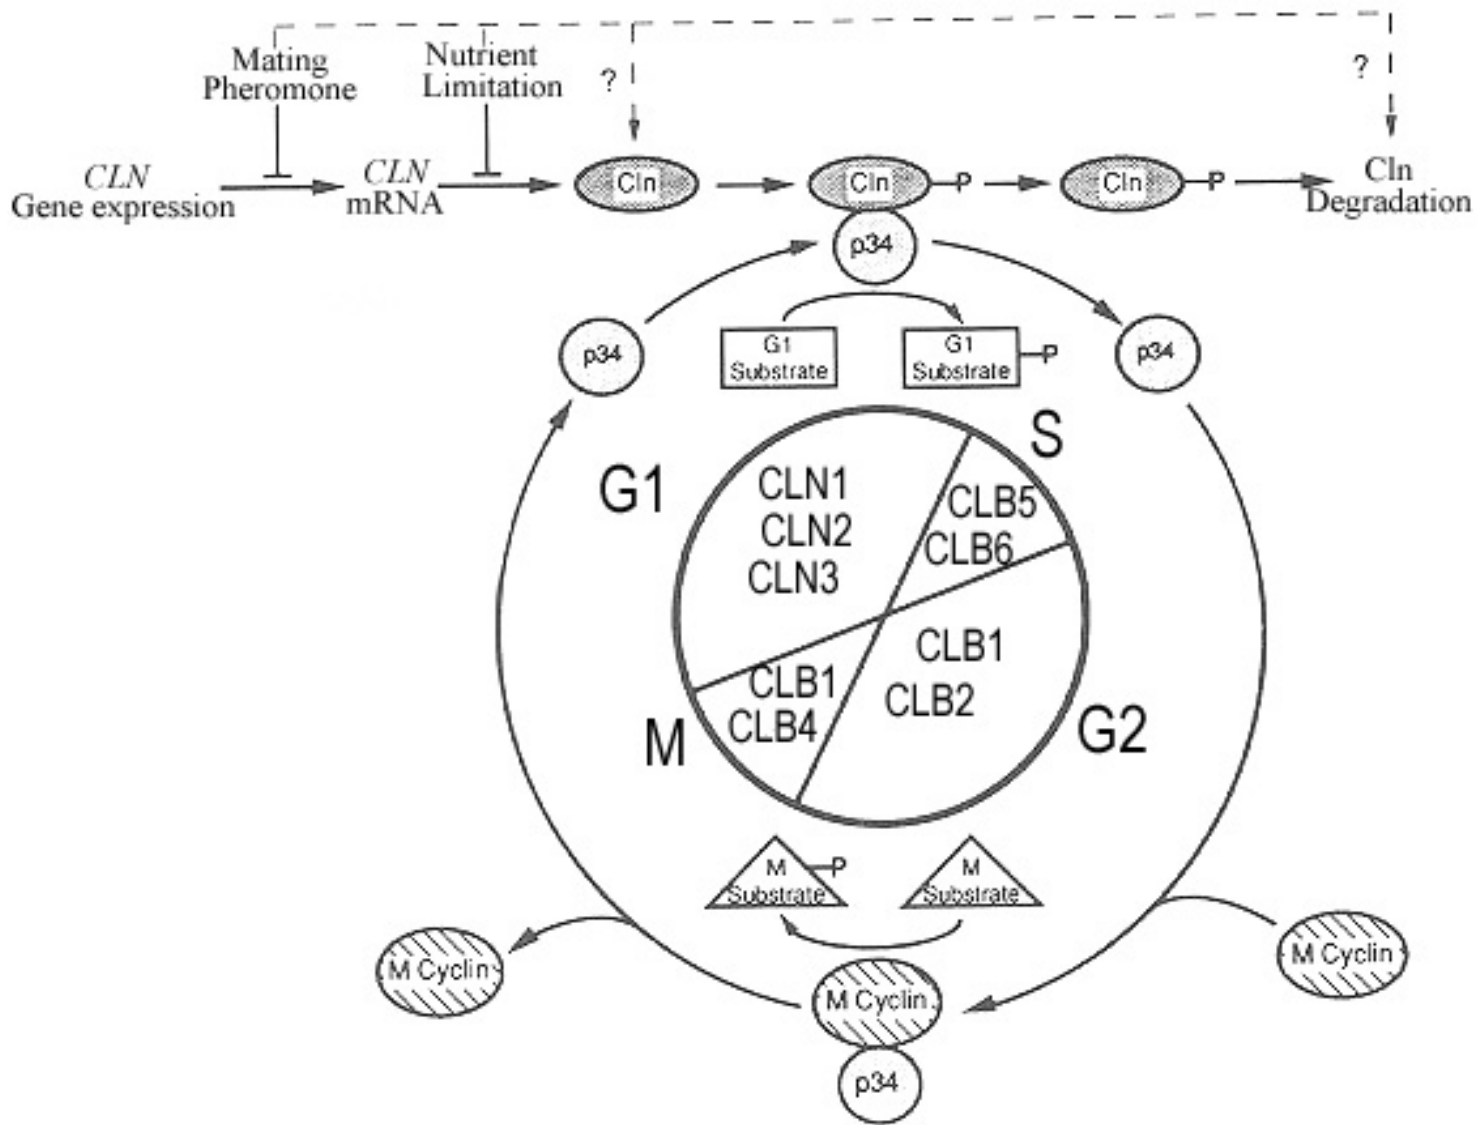 Mating
Pheromone
Nutrient
Limitation
?
?
CLN
Gene expression
CLN
mRNA
Cln
Cln
P
Cln
P
Cln
Degradation
p34
p34
p34
G1
Substrate
G1
Substrate
P
S
G1
CLN1
CLN2
CLN3
CLB5
CLB6
CLB1
CLB2
CLB1
CLB4
M
G2
M
Substrate
P
M
Substrate
M Cyclin
M Cyclin
M Cyclin
p34